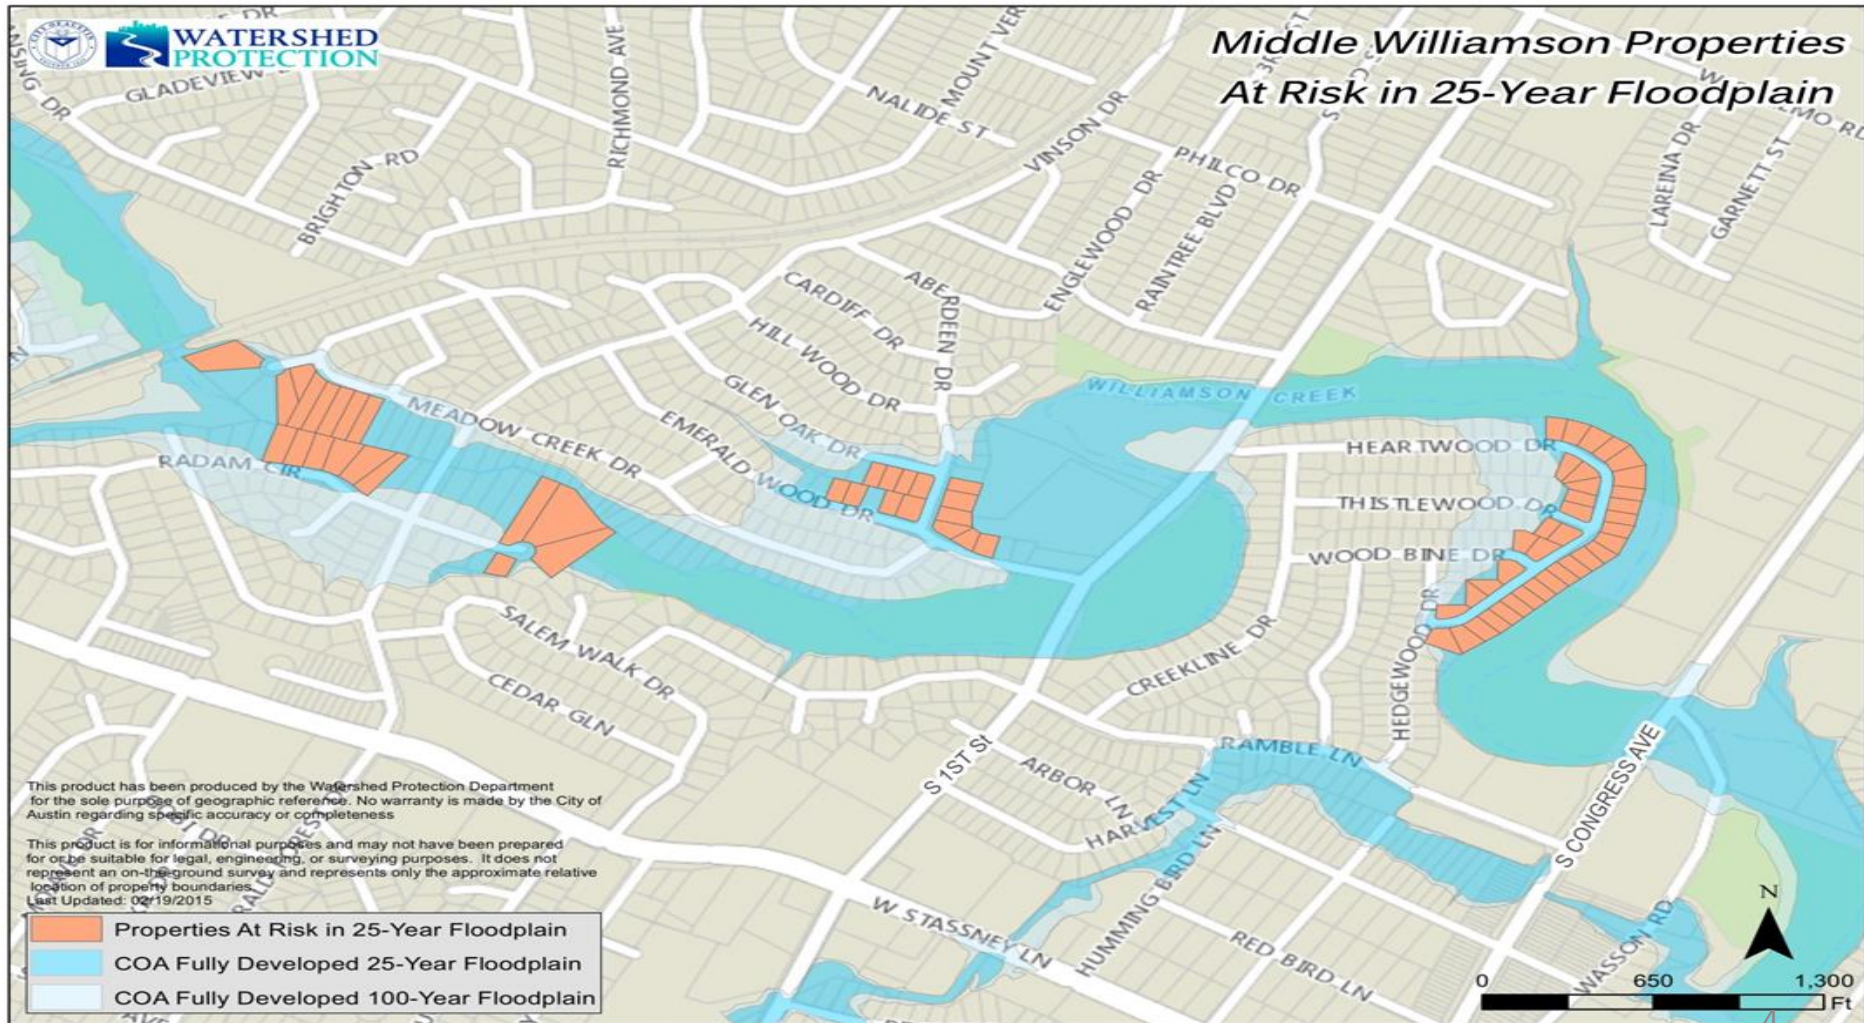 WATERSHED
PROTECTION
Middle Williamson Properties
At Risk in 25-Year Floodplain
GLADEVIEW
RICHMOND AVE
MOUNT VER
NALIDE ST
VINSON DR
BRIGHTON RD
PHILCO DR
LAREINA DR
GARNETT ST
ENGLEWOOD DR
RAINTREE BLVD
ABERDEEN DR
CARDIFF DR
HILL WOOD DR
GLEN OAK DR
EMERALD WOOD DR
MEADOW CREEK DR
WILLIAMSON CREEK
RADAM CIR
HEARTWOOD DR
THISTLEWOOD DR
WOOD BINE DR
HEDGEWOOD DR
CREEKLINE DR
SALEM WALK DR
CEDAR GLN
S 1ST St
ARBOR LN
RAMBLE LN
HARVEST LN
HUMMING BIRD LN
S CONGRESS AVE
W STASSNEY LN
RED BIRD LN
WASSON RD
This product has been produced by the Watershed Protection Department
for the sole purpose of geographic reference. No warranty is made by the City of
Austin regarding specific accuracy or completeness
This product is for informational purposes and may not have been prepared
for or be suitable for legal, engineering, or surveying purposes. It does not
represent an on-the-ground survey and represents only the approximate relative
location of property boundaries.
Last Updated: 02/19/2015
Properties At Risk in 25-Year Floodplain
COA Fully Developed 25-Year Floodplain
COA Fully Developed 100-Year Floodplain
N
0 650 1,300
Ft